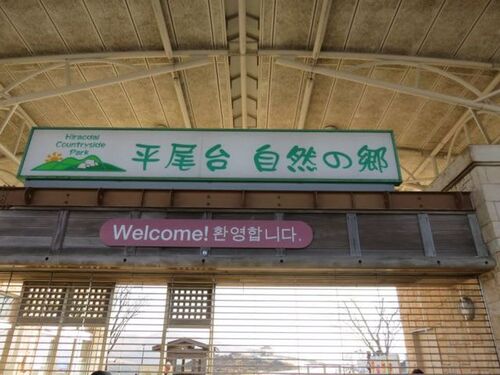 Hiraodai
Countryside
Park
平尾台 自然の郷
Welcome! 환영합니다.